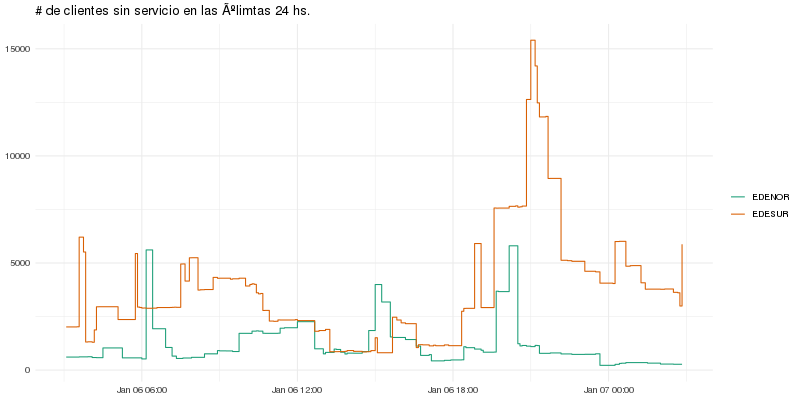 # de clientes sin servicio en las Ãºlimtas 24 hs.
15000
10000
5000
0
Jan 06 06:00
Jan 06 12:00
Jan 06 18:00
Jan 07 00:00
EDENOR
EDESUR